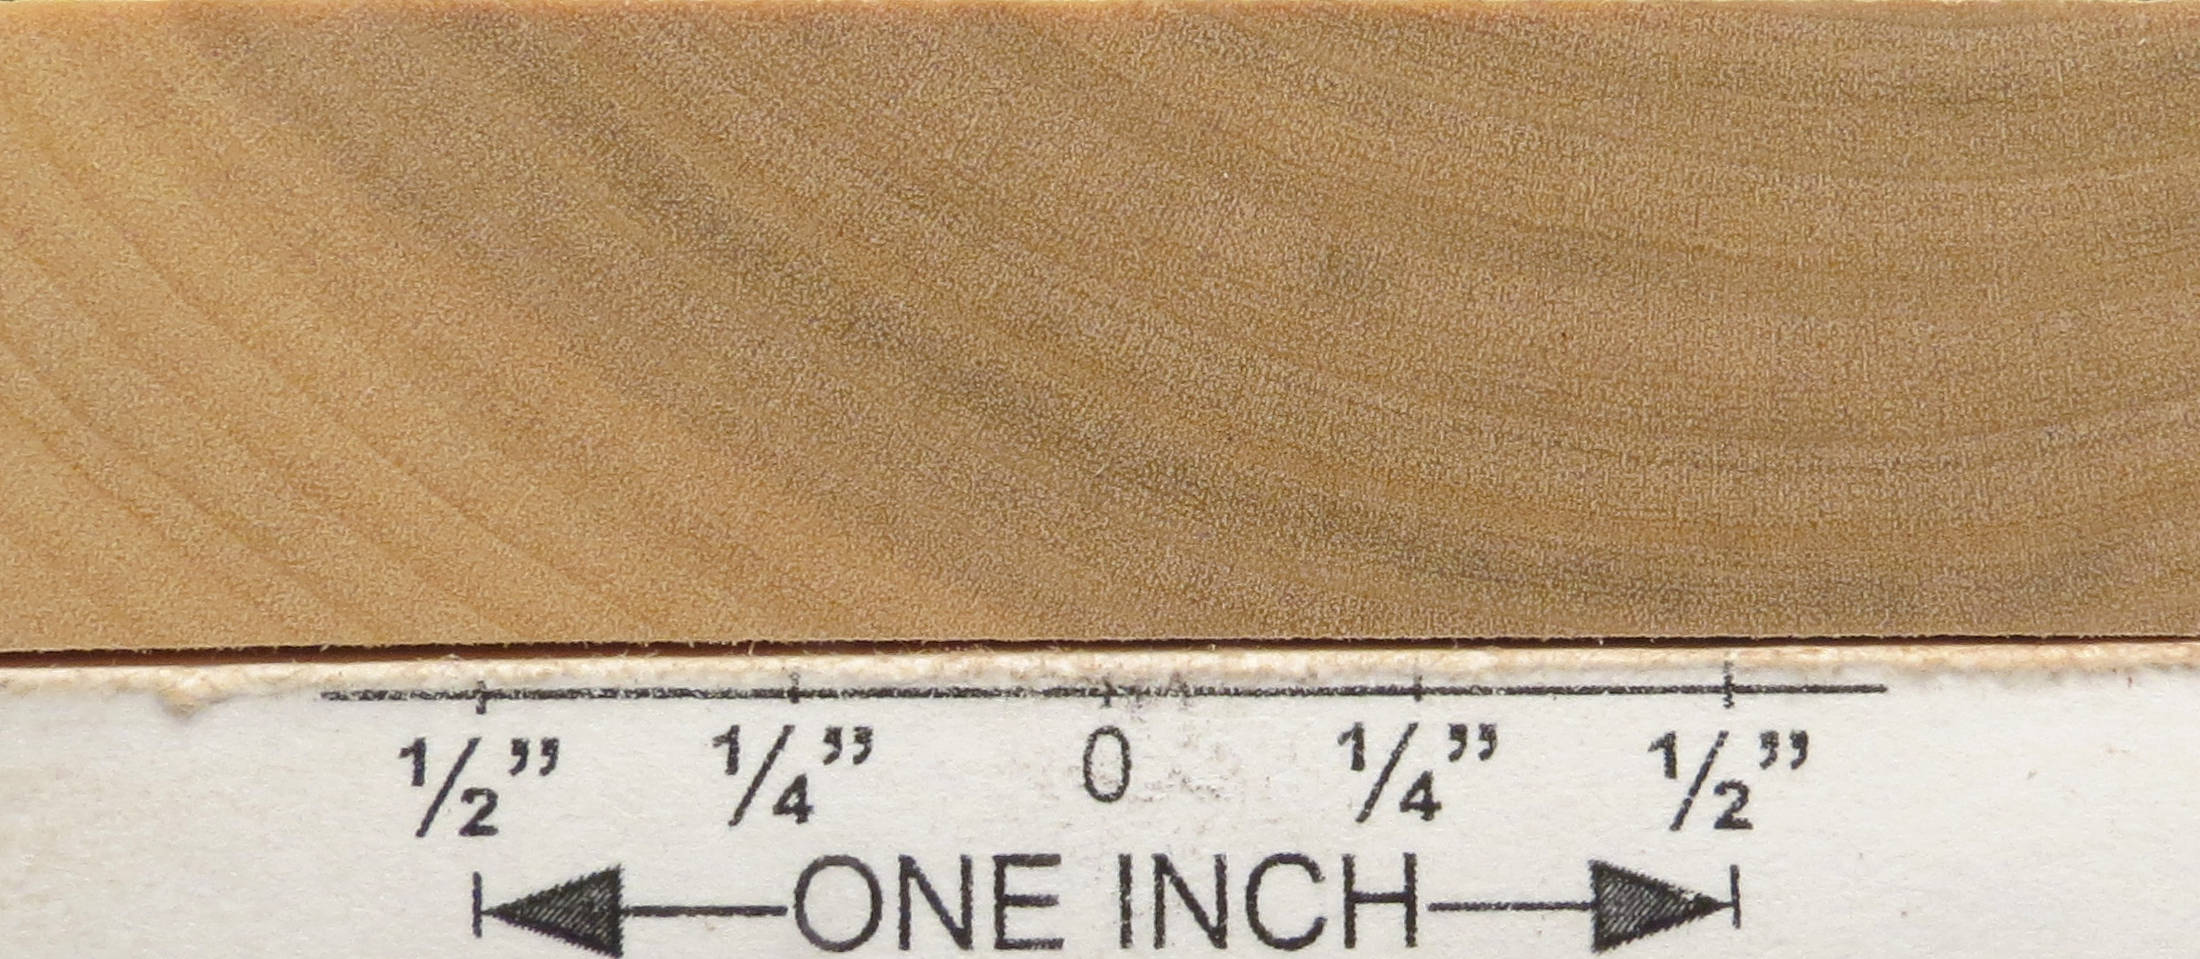 1/2” 1/4” 0 1/4” 1/2”
ONE INCH